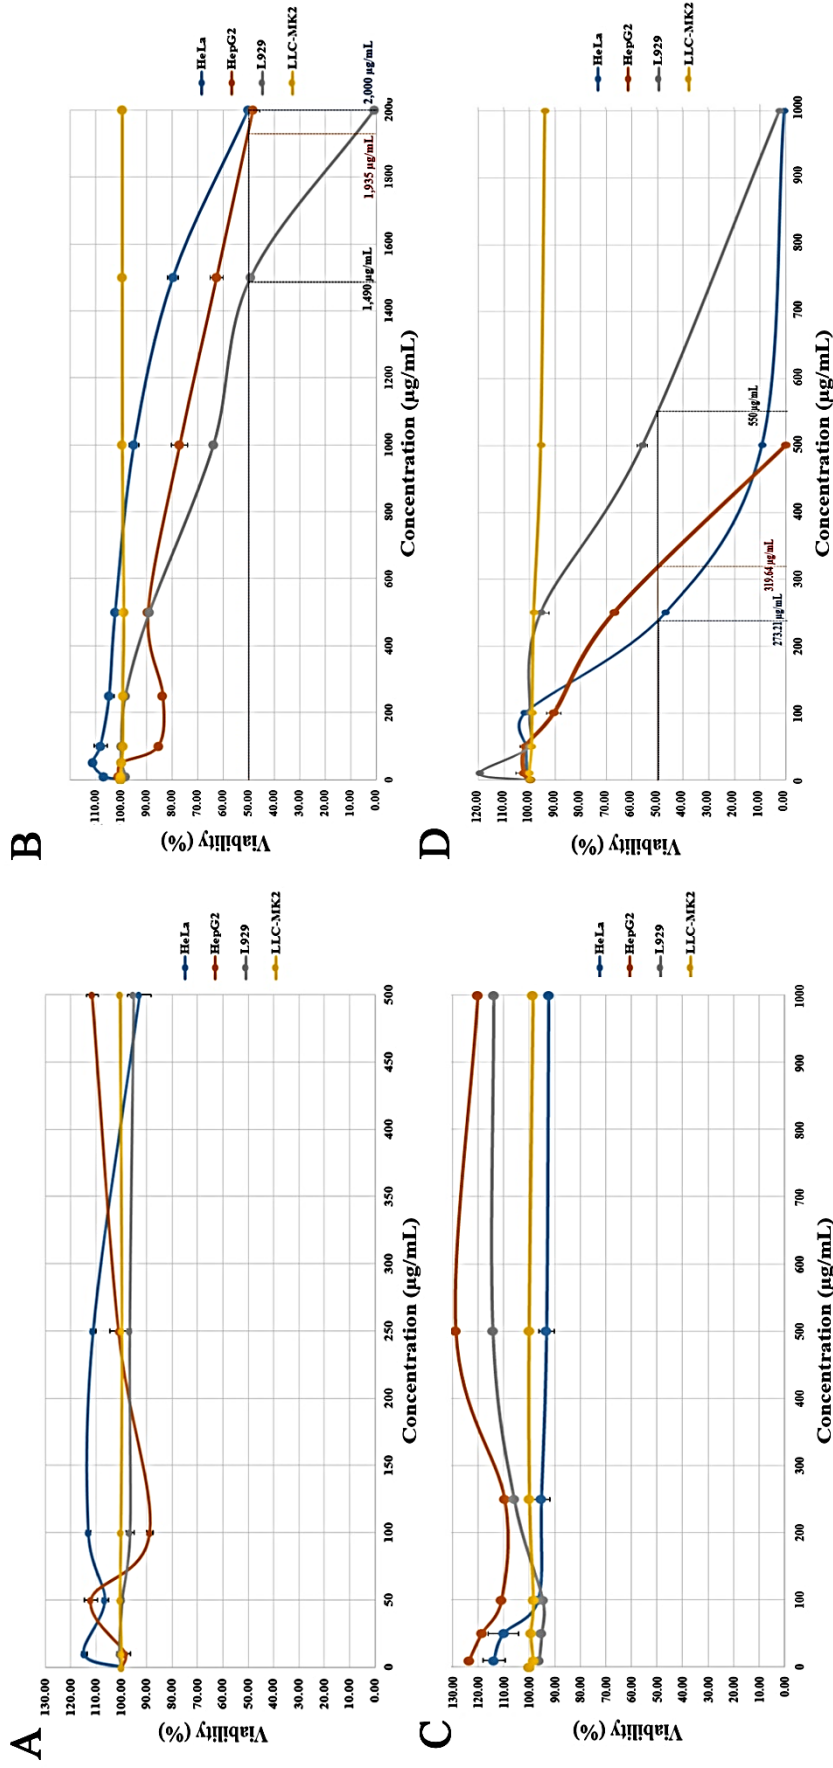 A
Viability (%)
130.00
120.00
110.00
100.00
90.00
80.00
70.00
60.00
50.00
40.00
30.00
20.00
10.00
0.00
0
50
100
150
200
250
300
350
400
450
500
Concentration (µg/mL)
HeLa
HepG2
L929
LLC-MK2
B
Viability (%)
110.00
100.00
90.00
80.00
70.00
60.00
50.00
40.00
30.00
20.00
10.00
0.00
0
200
400
600
800
1000
1200
1400
1600
1800
2000
1,490 µg/mL
1,935 µg/mL
2,000 µg/mL
Concentration (µg/mL)
HeLa
HepG2
L929
LLC-MK2
C
Viability (%)
130.00
120.00
110.00
100.00
90.00
80.00
70.00
60.00
50.00
40.00
30.00
20.00
10.00
0.00
0
100
200
300
400
500
600
700
800
900
1000
Concentration (µg/mL)
HeLa
HepG2
L929
LLC-MK2
D
Viability (%)
120.00
110.00
100.00
90.00
80.00
70.00
60.00
50.00
40.00
30.00
20.00
10.00
0.00
0
100
200
300
400
500
600
700
800
900
1000
273.21 µg/mL
319.64 µg/mL
550 µg/mL
Concentration (µg/mL)
HeLa
HepG2
L929
LLC-MK2